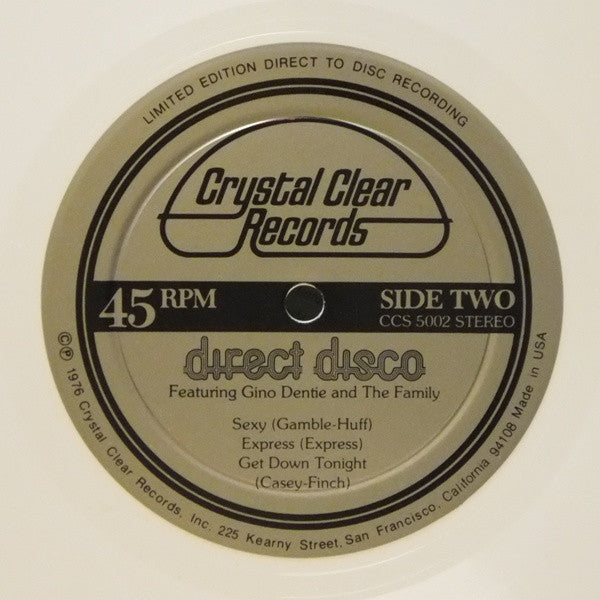 LIMITED EDITION DIRECT TO DISC RECORDING
Crystal Clear
Records
45 RPM
SIDE TWO
CCS 5002 STEREO
direct disco
Featuring Gino Dentie and The Family
Sexy (Gamble-Huff)
Express (Express)
Get Down Tonight
(Casey-Finch)
©℗ 1976 Crystal Clear Records, Inc. 225 Kearny Street, San Francisco, California 94108 Made in USA